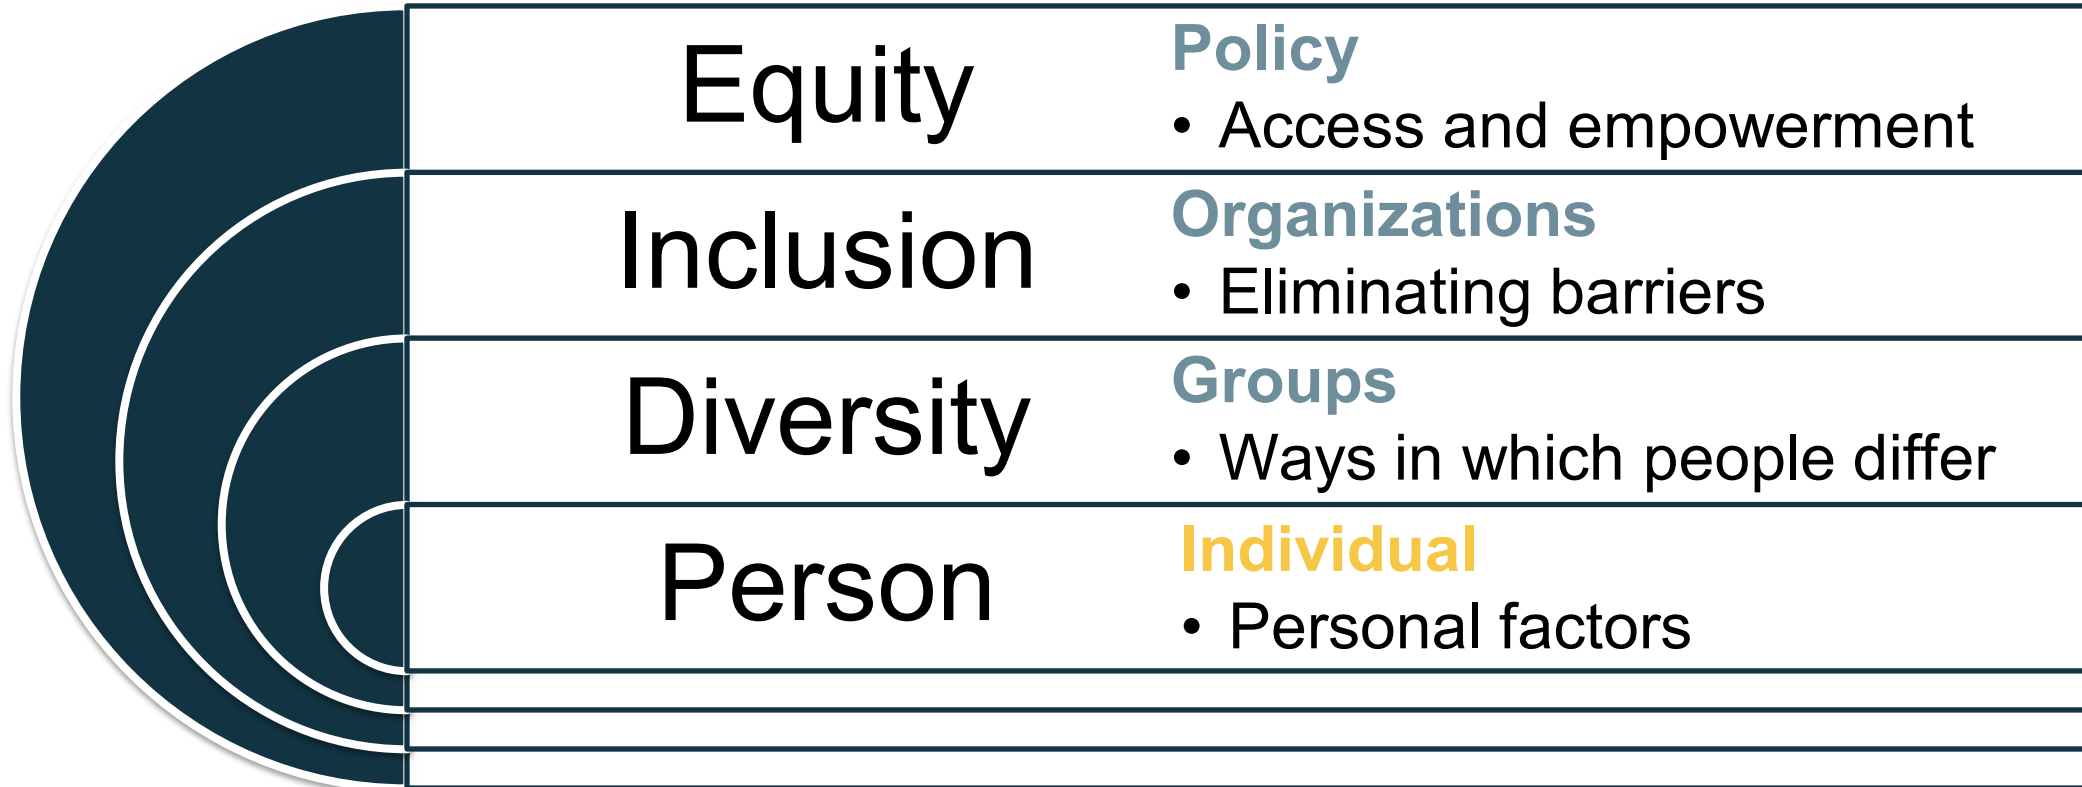 Equity
Policy
• Access and empowerment
Inclusion
Organizations
• Eliminating barriers
Diversity
Groups
• Ways in which people differ
Person
Individual
• Personal factors